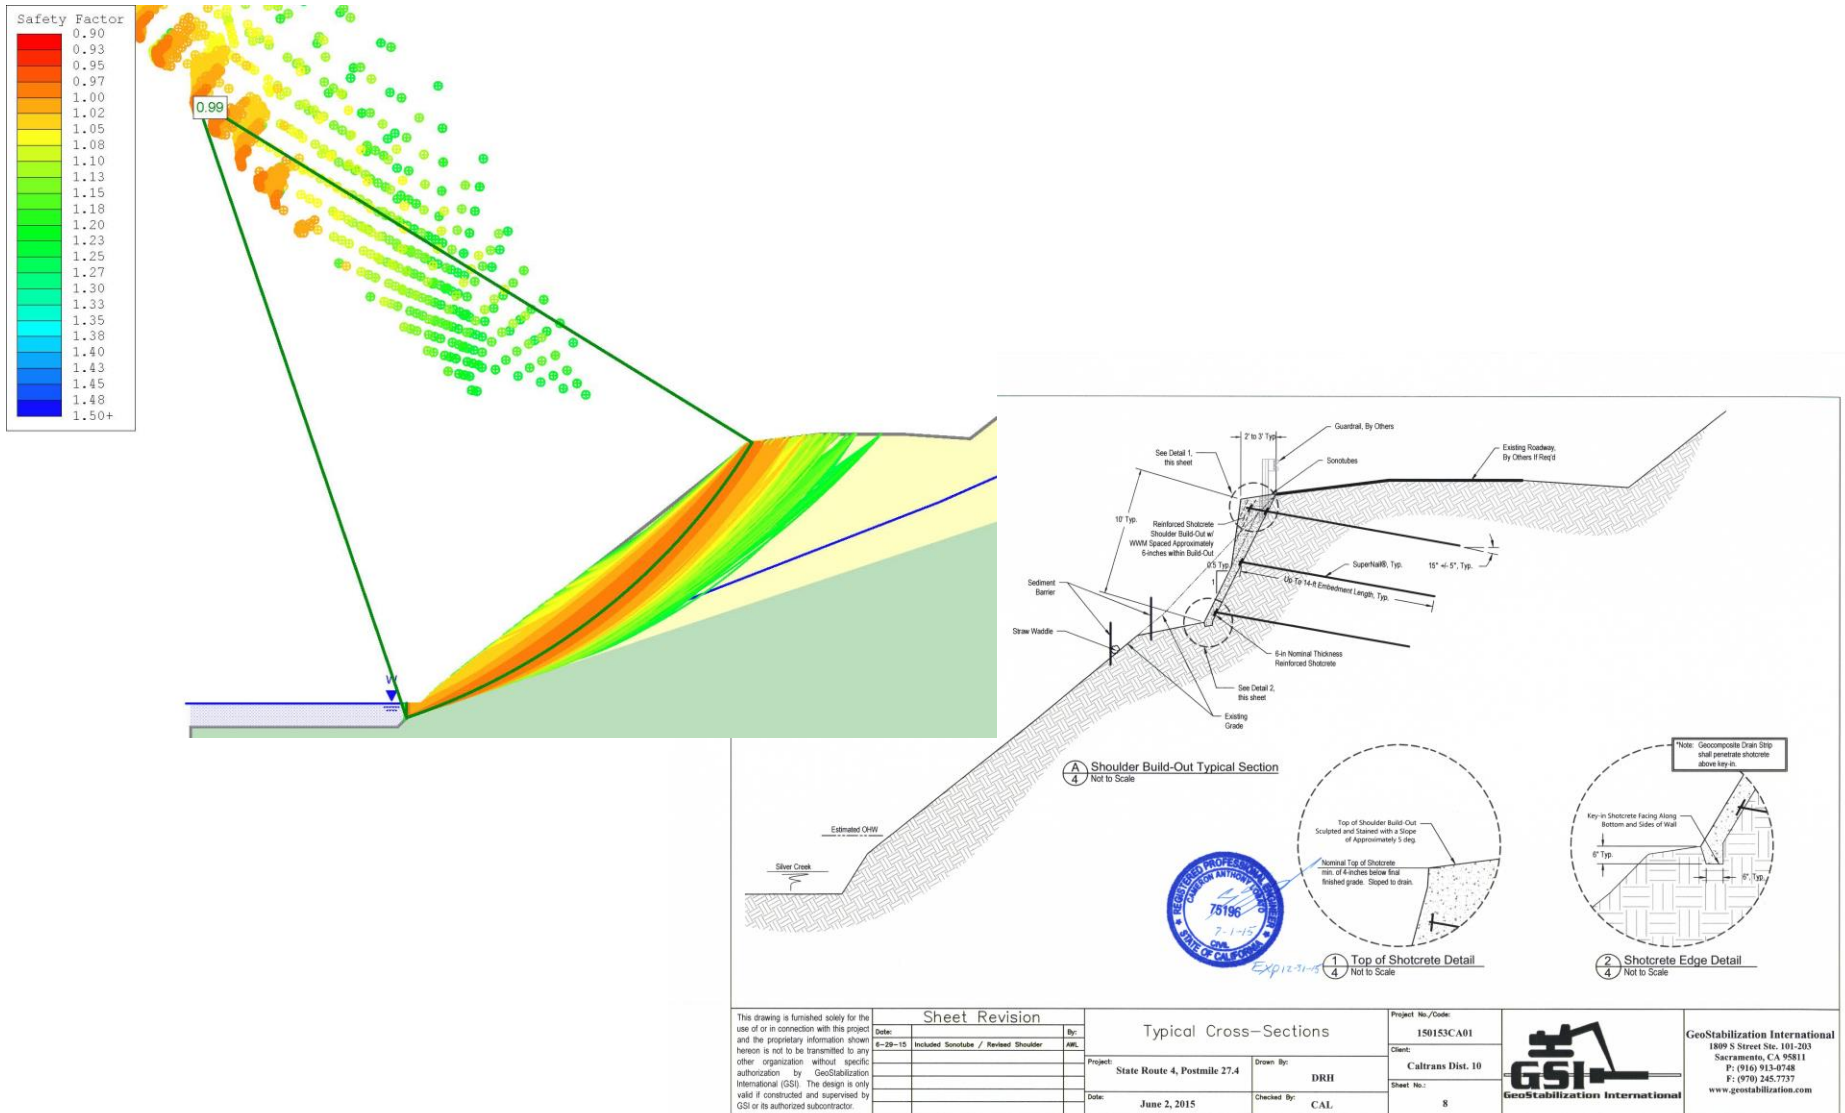 Safety Factor
0.90
0.93
0.95
0.97
1.00
1.02
1.05
1.08
1.10
1.13
1.15
1.18
1.20
1.23
1.25
1.27
1.30
1.33
1.35
1.38
1.40
1.43
1.45
1.48
1.50+
0.99
W
2' to 3' Typ.
Guardrail, By Others
See Detail 1,
this sheet
Sonotubes
Existing Roadway,
By Others If Req'd
10' Typ.
Reinforced Shotcrete
Shoulder Build-Out w/
WWM Spaced Approximately
6-inches within Build-Out
0.5 Typ.
1
SuperNail®, Typ.
15° +/- 5°, Typ.
Up To 14-ft Embedment Length, Typ.
Sediment
Barrier
Straw Waddle
6-in Nominal Thickness
Reinforced Shotcrete
See Detail 2,
this sheet
Existing
Grade
A
4
Shoulder Build-Out Typical Section
Not to Scale
Estimated OHW
Silver Creek
*Note: Geocomposite Drain Strip
shall penetrate shotcrete
above key-in.
Top of Shoulder Build-Out
Sculpted and Stained with a Slope
of Approximately 5 deg.
Nominal Top of Shotcrete
min. of 4-inches below final
finished grade. Sloped to drain.
Key-in Shotcrete Facing Along
Bottom and Sides of Wall
6" Typ.
6", Typ.
REGISTERED PROFESSIONAL ENGINEER
CAMERON ANTHONY
75196
7-1-15
CIVIL
STATE OF CALIFORNIA
EXP 12-31-15
1
4
Top of Shotcrete Detail
Not to Scale
2
4
Shotcrete Edge Detail
Not to Scale
This drawing is furnished solely for the
use of or in connection with this project
and the proprietary information shown
hereon is not to be transmitted to any
other organization without specific
authorization by GeoStabilization
International (GSI). The design is only
valid if constructed and supervised by
GSI or its authorized subcontractor.
Sheet Revision
Date:
By:
6-29-15 Included Sonotube / Revised Shoulder AWL
Typical Cross-Sections
Project:
State Route 4, Postmile 27.4
Drawn By:
DRH
Date:
June 2, 2015
Checked By:
CAL
Project No./Code:
150153CA01
Client:
Caltrans Dist. 10
Sheet No.:
8
GSI
GeoStabilization International
GeoStabilization International
1809 S Street Ste. 101-203
Sacramento, CA 95811
P: (916) 913-0748
F: (970) 245.7737
www.geostabilization.com